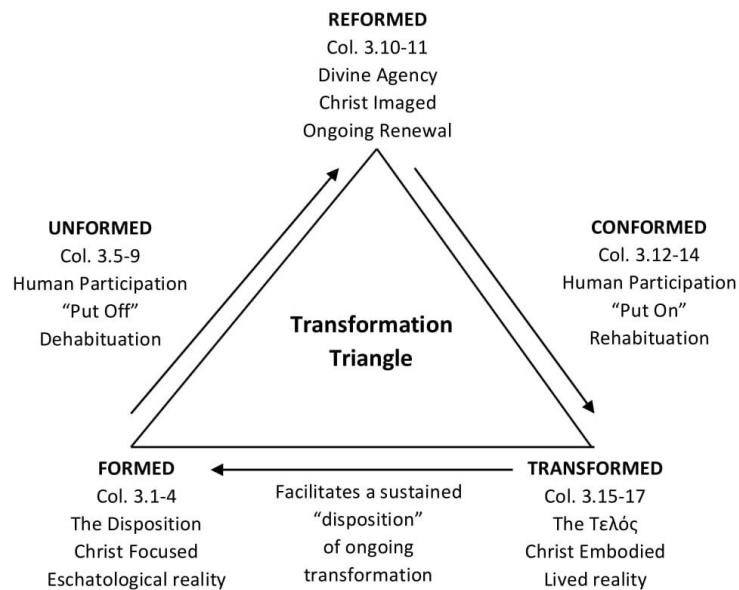 REFORMED
Col. 3.10-11
Divine Agency
Christ Imaged
Ongoing Renewal
UNFORMED
Col. 3.5-9
Human Participation
“Put Off”
Dehabituation
CONFORMED
Col. 3.12-14
Human Participation
“Put On”
Rehabituation
Transformation
Triangle
FORMED
Col. 3.1-4
The Disposition
Christ Focused
Eschatological reality
Facilitates a sustained
“disposition”
of ongoing
transformation
TRANSFORMED
Col. 3.15-17
The Τελός
Christ Embodied
Lived reality